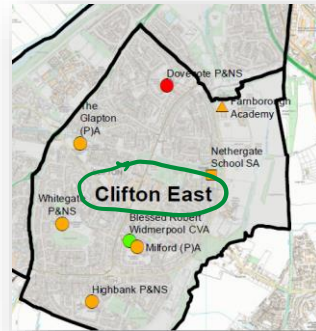 Dovecote P&NS
Farnborough
Academy
The
Glapton
(P)A
Nethergate
School SA
Clifton East
Whitegate
P&NS
Blessed Robert
Widmerpool CVA
Milford (P)A
Highbank P&NS